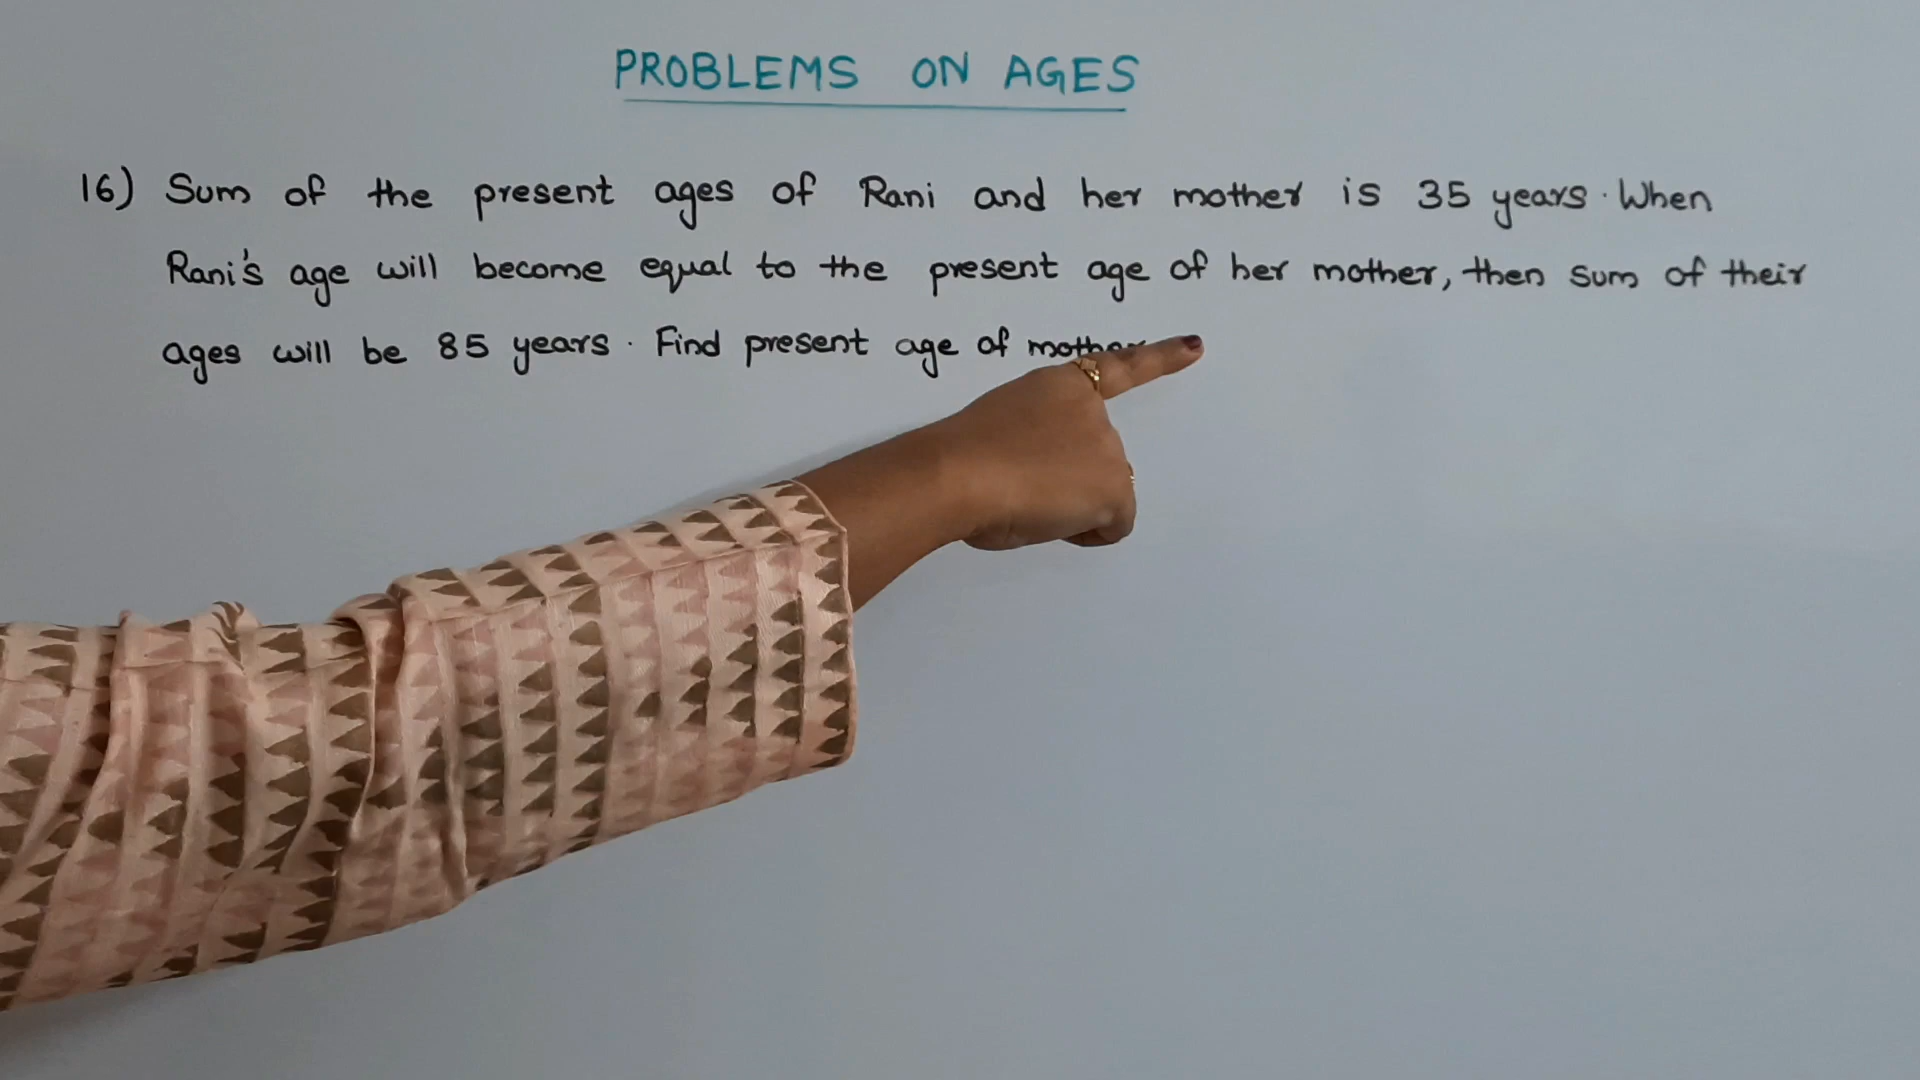 PROBLEMS ON AGES
16) Sum of the present ages of Rani and her mother is 35 years. When
Rani's age will become equal to the present age of her mother, then sum of their
ages will be 85 years. Find present age of mother